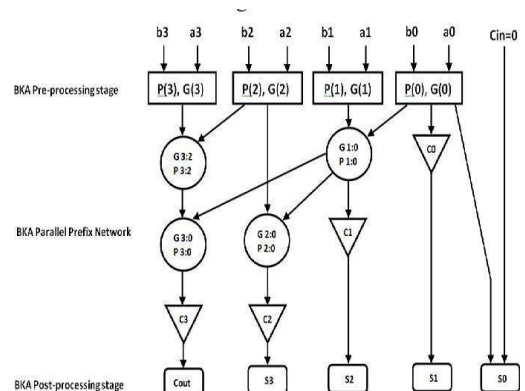 b3 a3 b2 a2 b1 a1 b0 a0 Cin=0
BKA Pre-processing stage P(3), G(3) P(2), G(2) P(1), G(1) P(0), G(0)
G 3:2 G 1:0 C0
P 3:2 P 1:0
BKA Parallel Prefix Network G 3:0 G 2:0 C1
P 3:0 P 2:0
C3 C2
BKA Post-processing stage Cout S3 S2 S1 S0